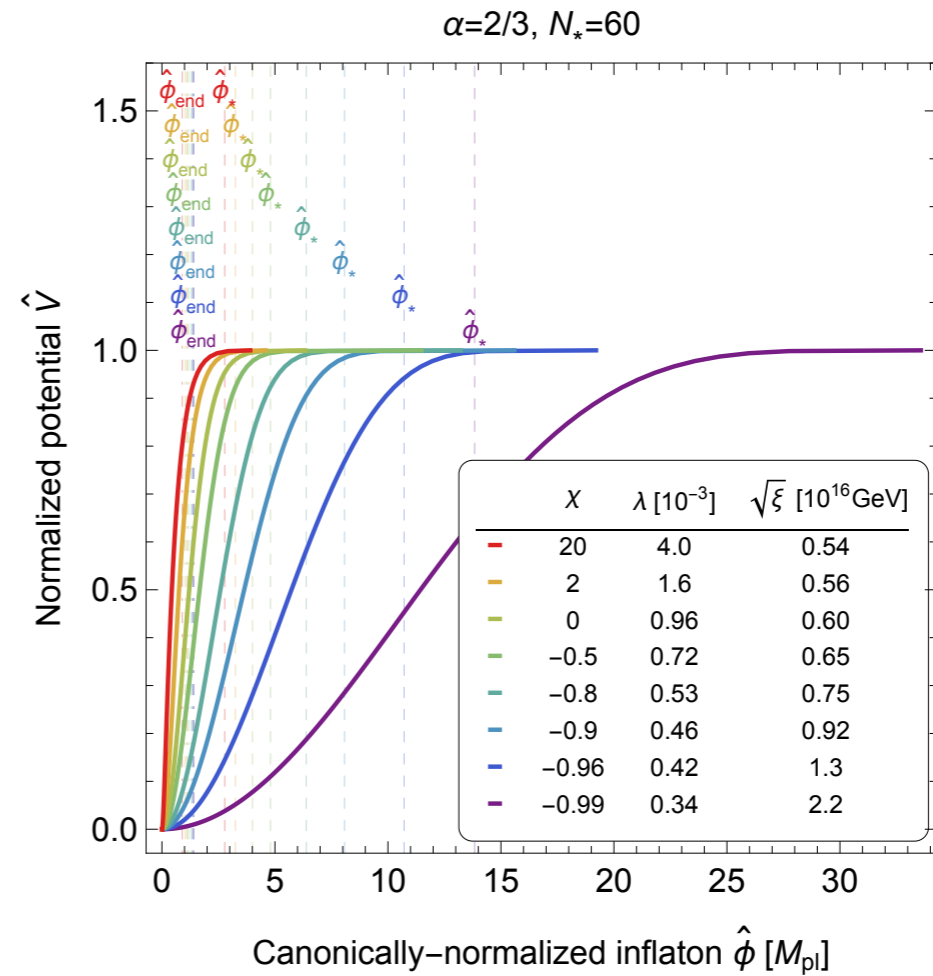 α=2/3, N*=60
ϕ̂end ϕ̂*
ϕ̂end ϕ̂*
ϕ̂end ϕ̂*
ϕ̂end ϕ̂*
ϕ̂end ϕ̂*
ϕ̂end ϕ̂*
ϕ̂end ϕ̂*
ϕ̂end ϕ̂*
1.5
1.0
0.5
0.0
Normalized potential V̂
χ λ [10⁻³] √ξ [10¹⁶GeV]
20 4.0 0.54
2 1.6 0.56
0 0.96 0.60
−0.5 0.72 0.65
−0.8 0.53 0.75
−0.9 0.46 0.92
−0.96 0.42 1.3
−0.99 0.34 2.2
0 5 10 15 20 25 30
Canonically−normalized inflaton ϕ̂ [Mpl]